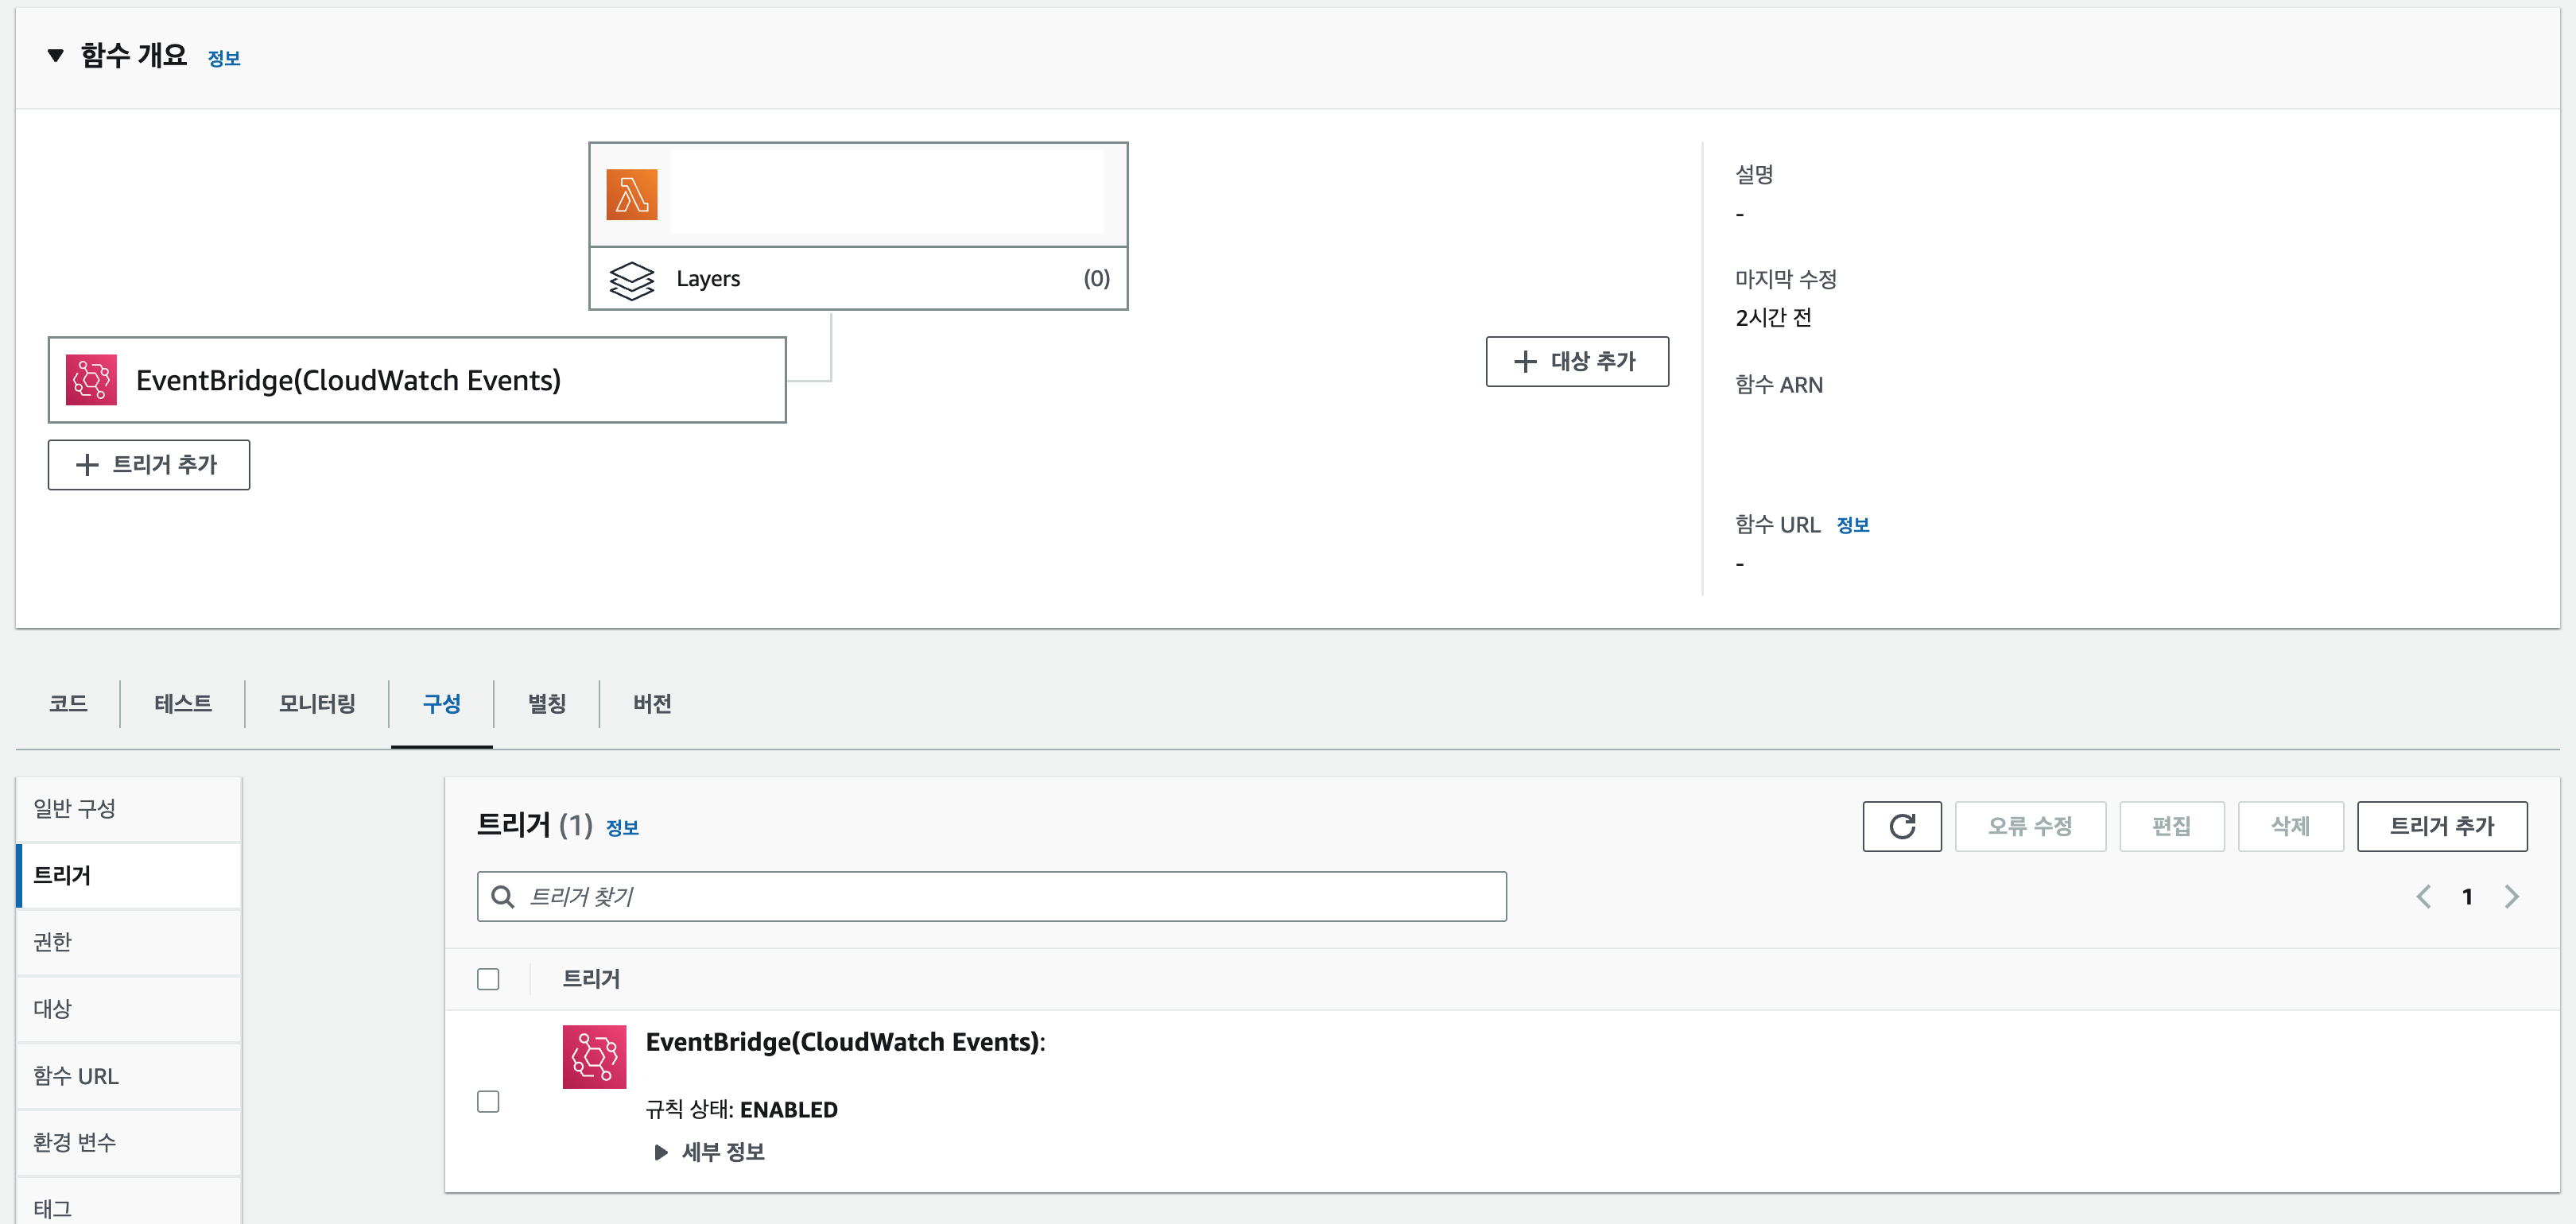 함수 개요 정보
Layers (0)
EventBridge(CloudWatch Events)
트리거 추가
대상 추가
설명
-
마지막 수정
2시간 전
함수 ARN
함수 URL 정보
-
코드 테스트 모니터링 구성 별칭 버전
일반 구성
트리거
권한
대상
함수 URL
환경 변수
태그
트리거 (1) 정보
오류 수정 편집 삭제 트리거 추가
트리거 찾기
1
트리거
EventBridge(CloudWatch Events):
규칙 상태: ENABLED
세부 정보